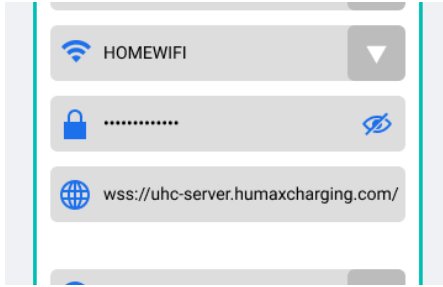 HOMEWIFI
•••••••••••••
wss://uhc-server.humaxcharging.com/